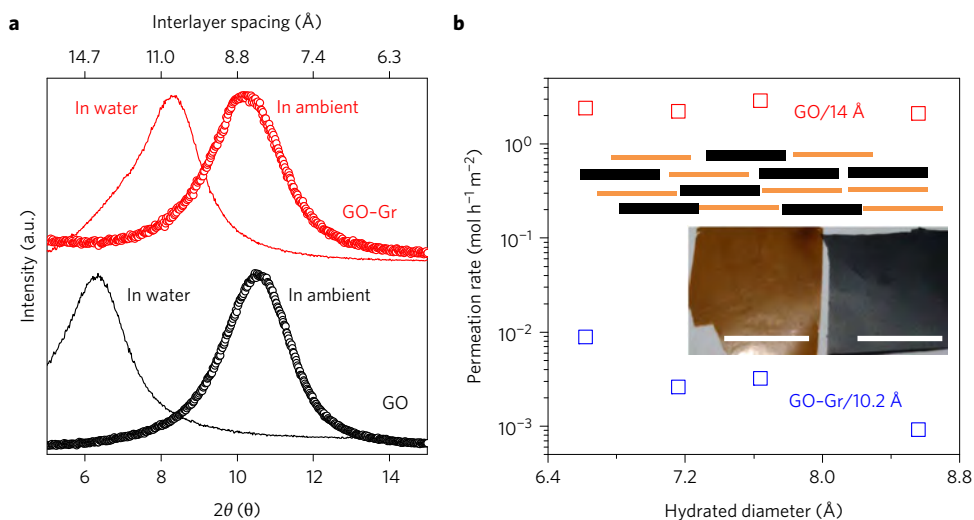 a
Interlayer spacing (Å)
14.7 11.0 8.8 7.4 6.3
In water
In ambient
GO–Gr
In water
In ambient
GO
Intensity (a.u.)
6 8 10 12 14
2θ (θ)
b
GO/14 Å
10⁰
10⁻¹
10⁻²
10⁻³
Permeation rate (mol h⁻¹ m⁻²)
GO–Gr/10.2 Å
6.4 7.2 8.0 8.8
Hydrated diameter (Å)